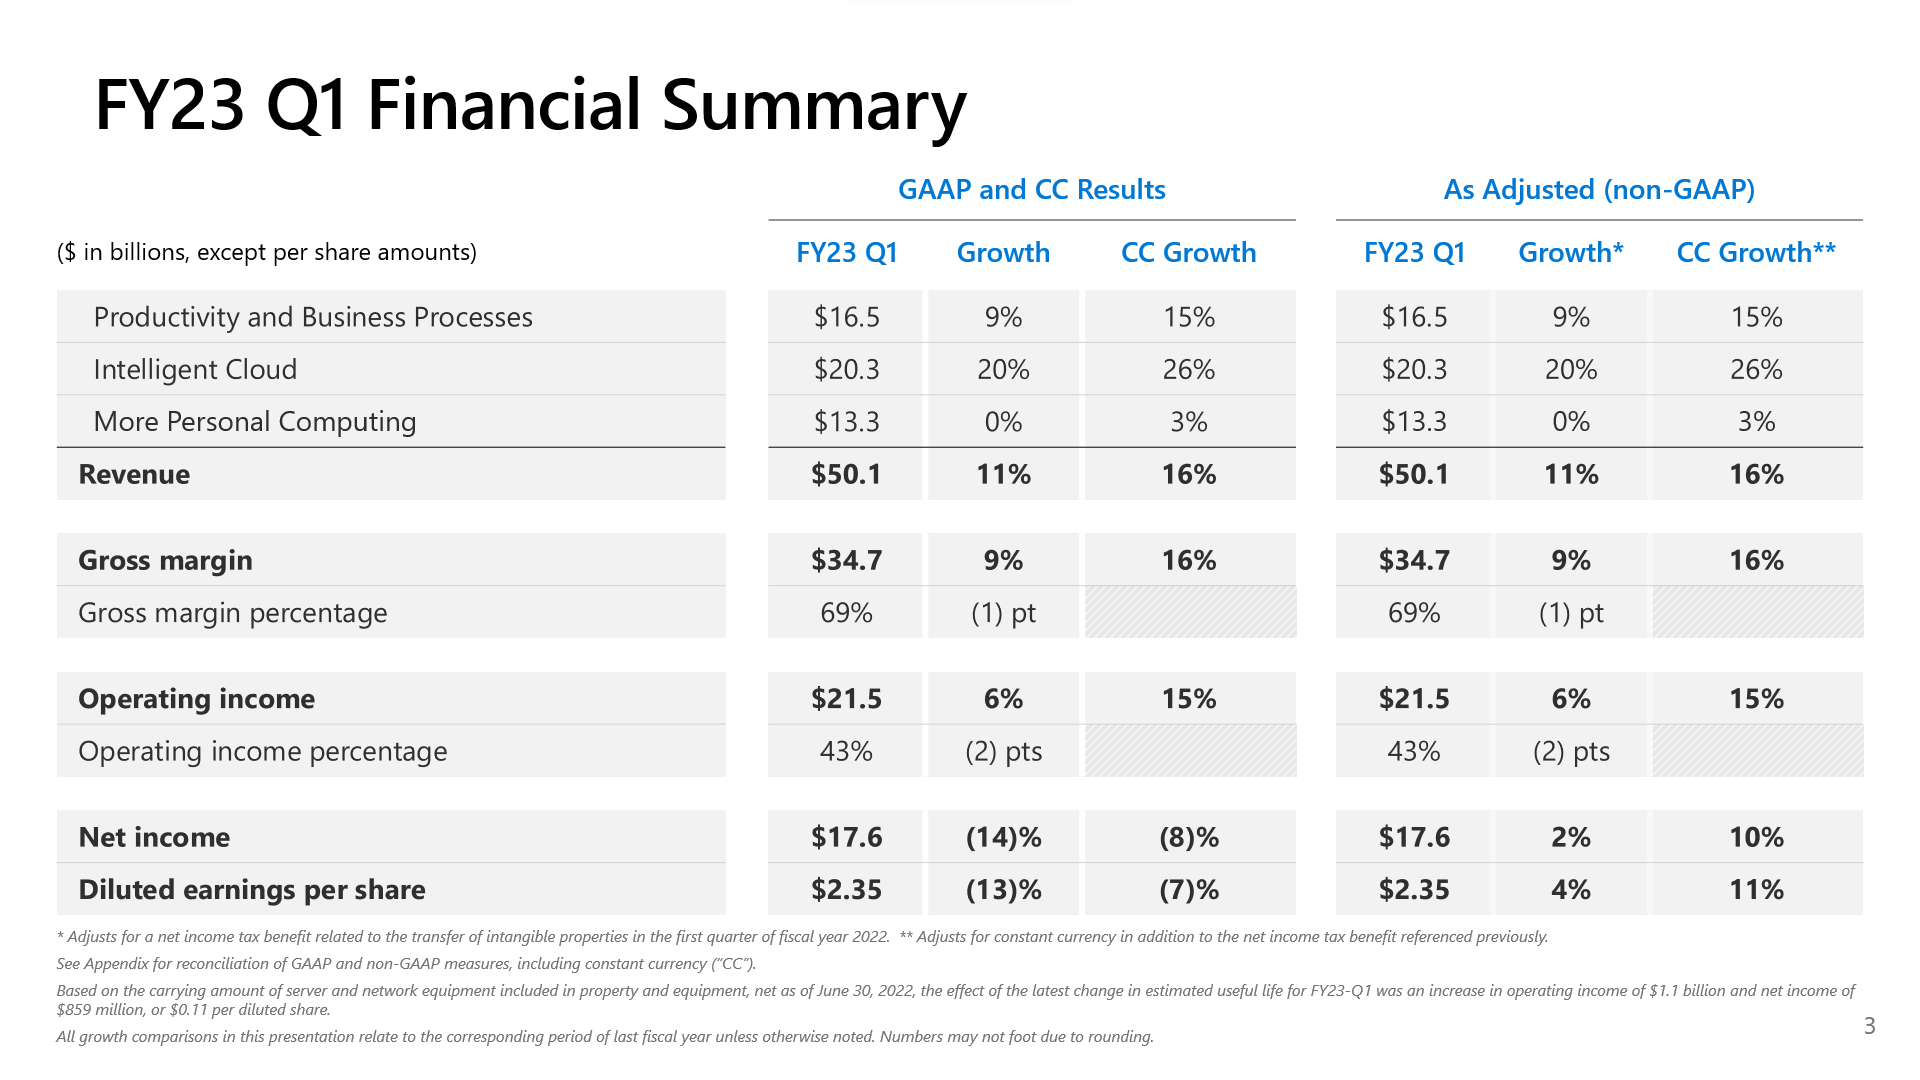 FY23 Q1 Financial Summary
GAAP and CC Results As Adjusted (non-GAAP)
($ in billions, except per share amounts) FY23 Q1 Growth CC Growth FY23 Q1 Growth* CC Growth**
Productivity and Business Processes $16.5 9% 15% $16.5 9% 15%
Intelligent Cloud $20.3 20% 26% $20.3 20% 26%
More Personal Computing $13.3 0% 3% $13.3 0% 3%
Revenue $50.1 11% 16% $50.1 11% 16%
Gross margin $34.7 9% 16% $34.7 9% 16%
Gross margin percentage 69% (1) pt 69% (1) pt
Operating income $21.5 6% 15% $21.5 6% 15%
Operating income percentage 43% (2) pts 43% (2) pts
Net income $17.6 (14)% (8)% $17.6 2% 10%
Diluted earnings per share $2.35 (13)% (7)% $2.35 4% 11%
* Adjusts for a net income tax benefit related to the transfer of intangible properties in the first quarter of fiscal year 2022. ** Adjusts for constant currency in addition to the net income tax benefit referenced previously.
See Appendix for reconciliation of GAAP and non-GAAP measures, including constant currency ("CC").
Based on the carrying amount of server and network equipment included in property and equipment, net as of June 30, 2022, the effect of the latest change in estimated useful life for FY23-Q1 was an increase in operating income of $1.1 billion and net income of
$859 million, or $0.11 per diluted share.
All growth comparisons in this presentation relate to the corresponding period of last fiscal year unless otherwise noted. Numbers may not foot due to rounding.
3